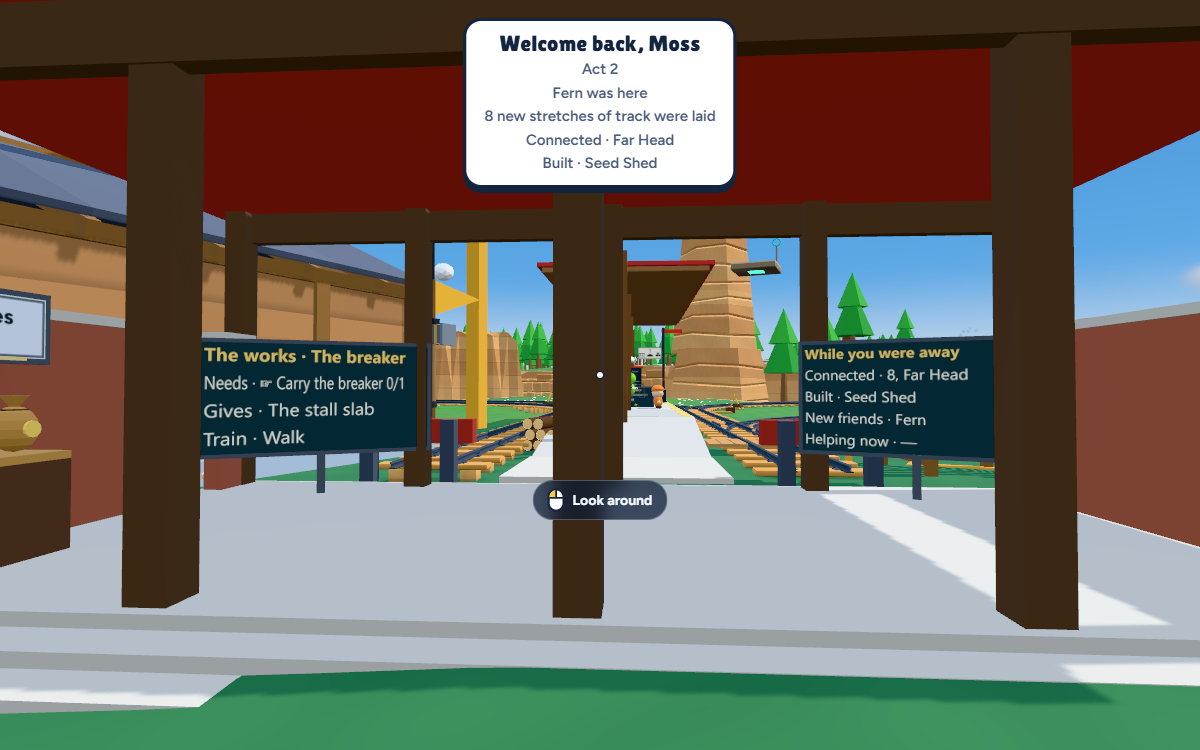 Welcome back, Moss
Act 2
Fern was here
8 new stretches of track were laid
Connected · Far Head
Built · Seed Shed
es
The works · The breaker
Needs · ☞ Carry the breaker 0/1
Gives · The stall slab
Train · Walk
While you were away
Connected · 8, Far Head
Built · Seed Shed
New friends · Fern
Helping now · —
Look around